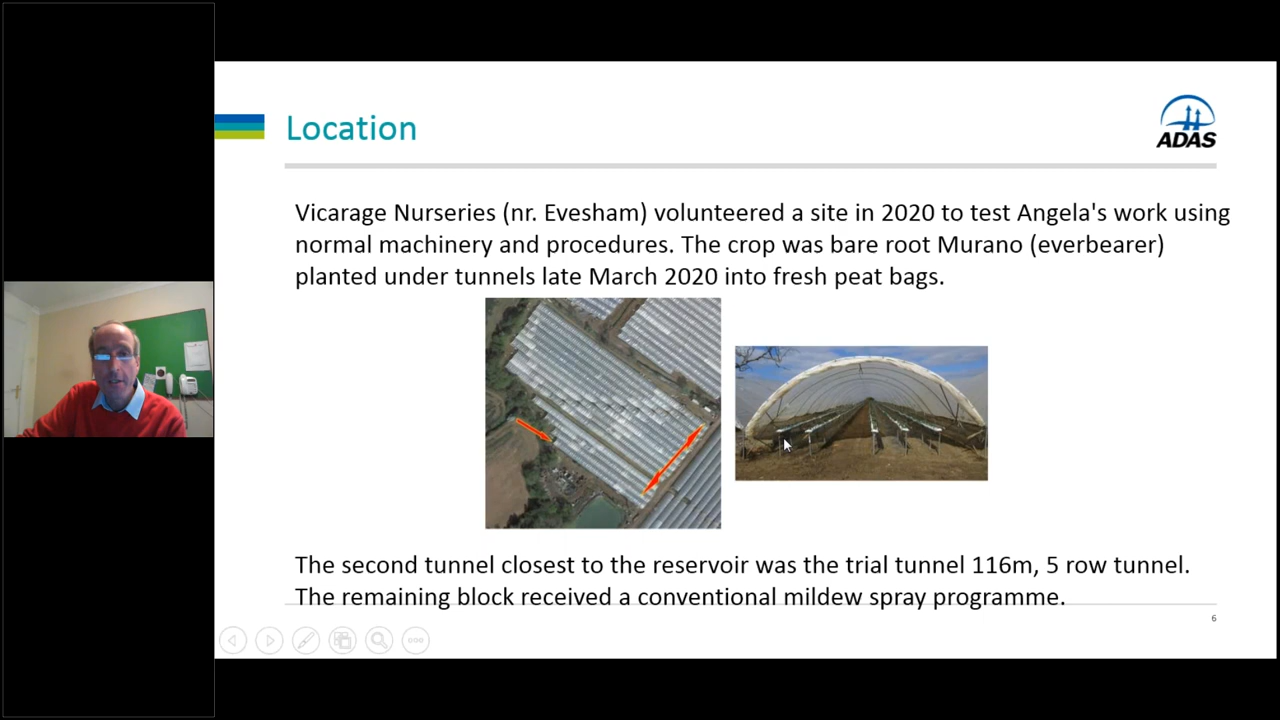 Location
ADAS
Vicarage Nurseries (nr. Evesham) volunteered a site in 2020 to test Angela's work using
normal machinery and procedures. The crop was bare root Murano (everbearer)
planted under tunnels late March 2020 into fresh peat bags.
The second tunnel closest to the reservoir was the trial tunnel 116m, 5 row tunnel.
The remaining block received a conventional mildew spray programme.
6